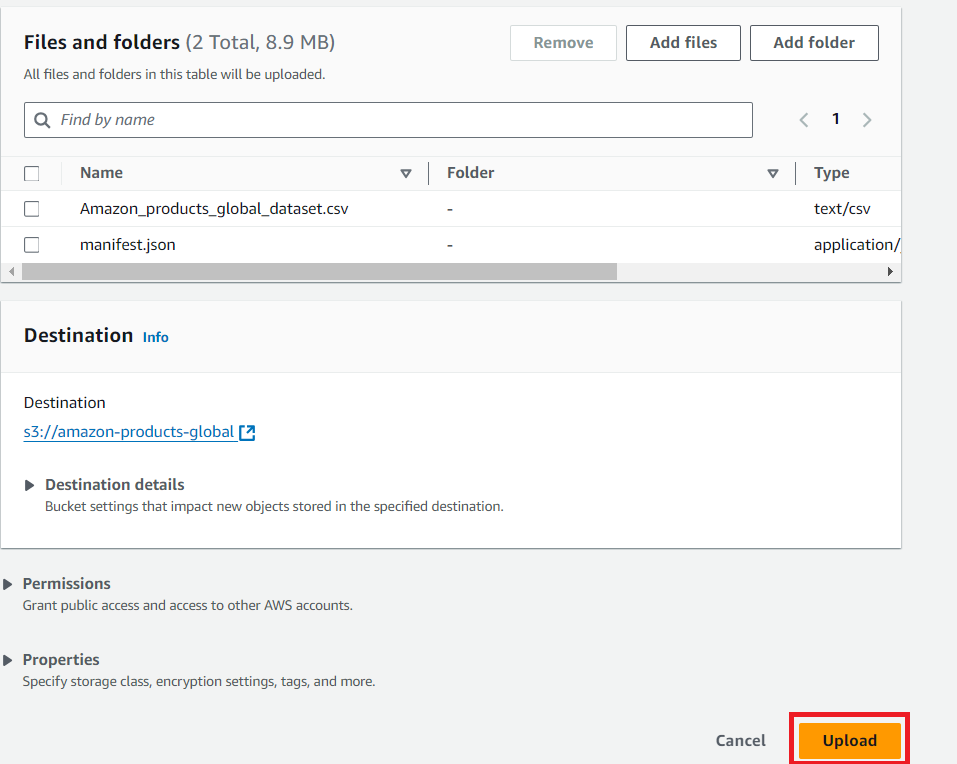 Files and folders (2 Total, 8.9 MB)
Remove
Add files
Add folder
All files and folders in this table will be uploaded.
Find by name
1
Name
Folder
Type
Amazon_products_global_dataset.csv
-
text/csv
manifest.json
-
application/
Destination Info
Destination
s3://amazon-products-global
Destination details
Bucket settings that impact new objects stored in the specified destination.
Permissions
Grant public access and access to other AWS accounts.
Properties
Specify storage class, encryption settings, tags, and more.
Cancel
Upload